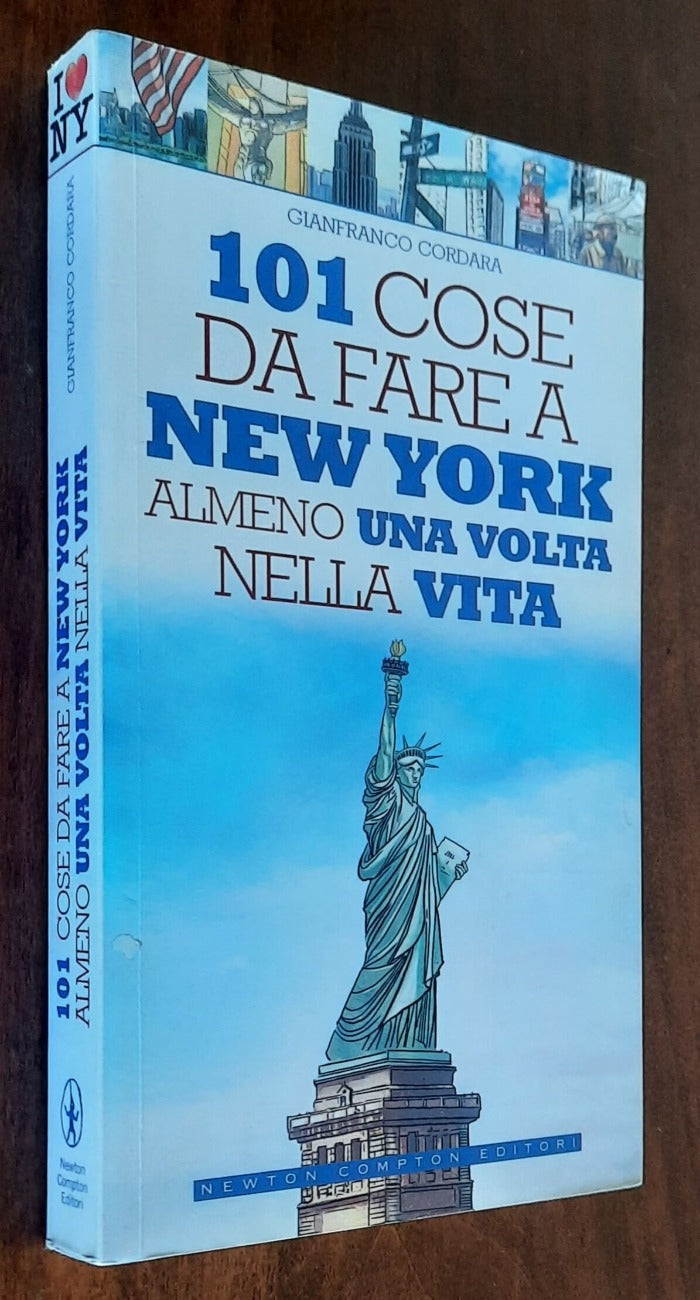 GIANFRANCO CORDARA
101 COSE
DA FARE A
NEW YORK
ALMENO UNA VOLTA
NELLA VITA
NEWTON COMPTON EDITORI
I ❤ NY
GIANFRANCO CORDARA
101 COSE DA FARE A NEW YORK
ALMENO UNA VOLTA NELLA VITA
Newton
Compton
Editori